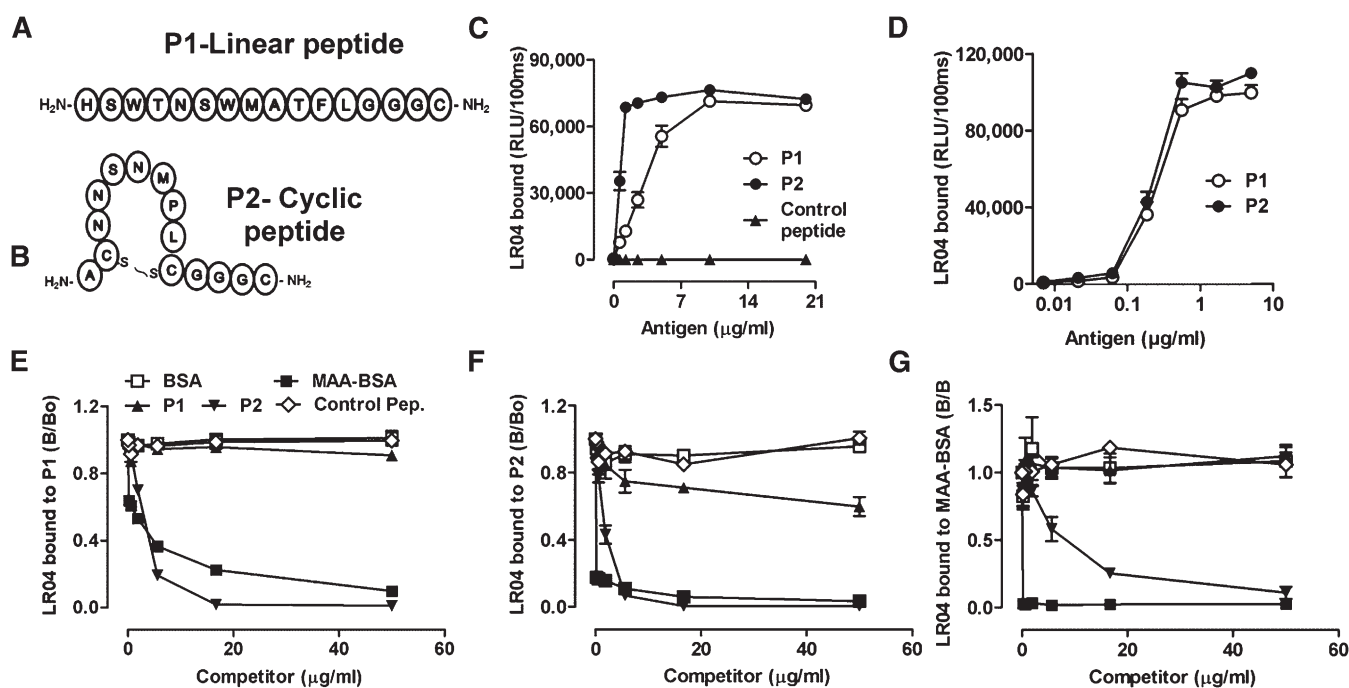 A
P1-Linear peptide
H₂N- H S W T N S W M A T F L G G G C - NH₂
B
P2- Cyclic
peptide
H₂N- A C N N S N M P L C G G G C - NH₂
S S
C
LR04 bound (RLU/100ms)
90,000
60,000
30,000
0
P1
P2
Control
peptide
0 7 14 21
Antigen (μg/ml)
D
LR04 bound (RLU/100ms)
120,000
80,000
40,000
0
P1
P2
0.01 0.1 1 10
Antigen (μg/ml)
E
BSA MAA-BSA
P1 P2 Control Pep.
LR04 bound to P1 (B/Bo)
1.2
0.8
0.4
0.0
0 20 40 60
Competitor (μg/ml)
F
LR04 bound to P2 (B/Bo)
1.2
0.8
0.4
0.0
0 20 40 60
Competitor (μg/ml)
G
LR04 bound to MAA-BSA (B/B
1.5
1.0
0.5
0.0
0 20 40 60
Competitor (μg/ml)